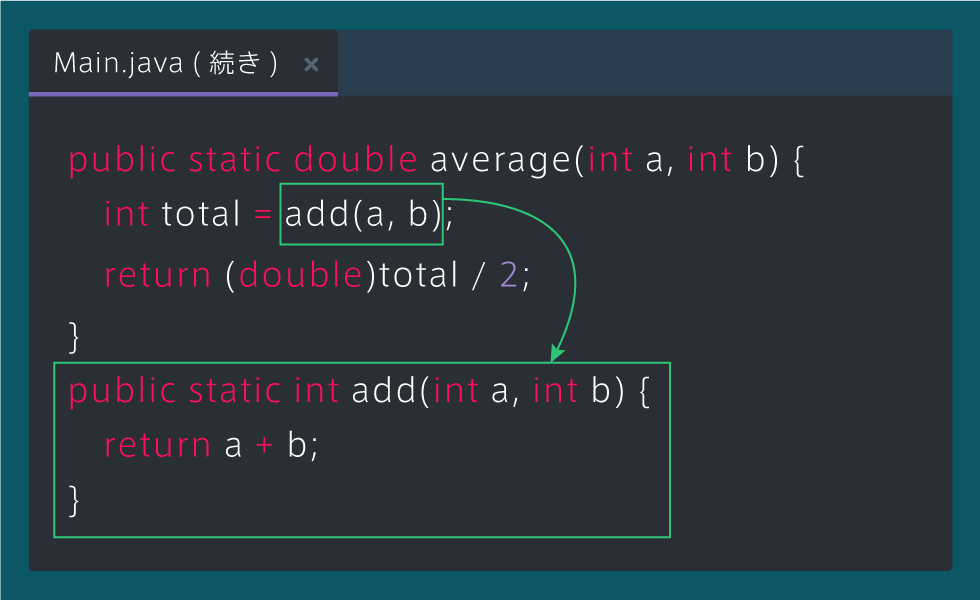 Main.java ( 続き ) ×
public static double average(int a, int b) {
int total = add(a, b);
return (double)total / 2;
}
public static int add(int a, int b) {
return a + b;
}